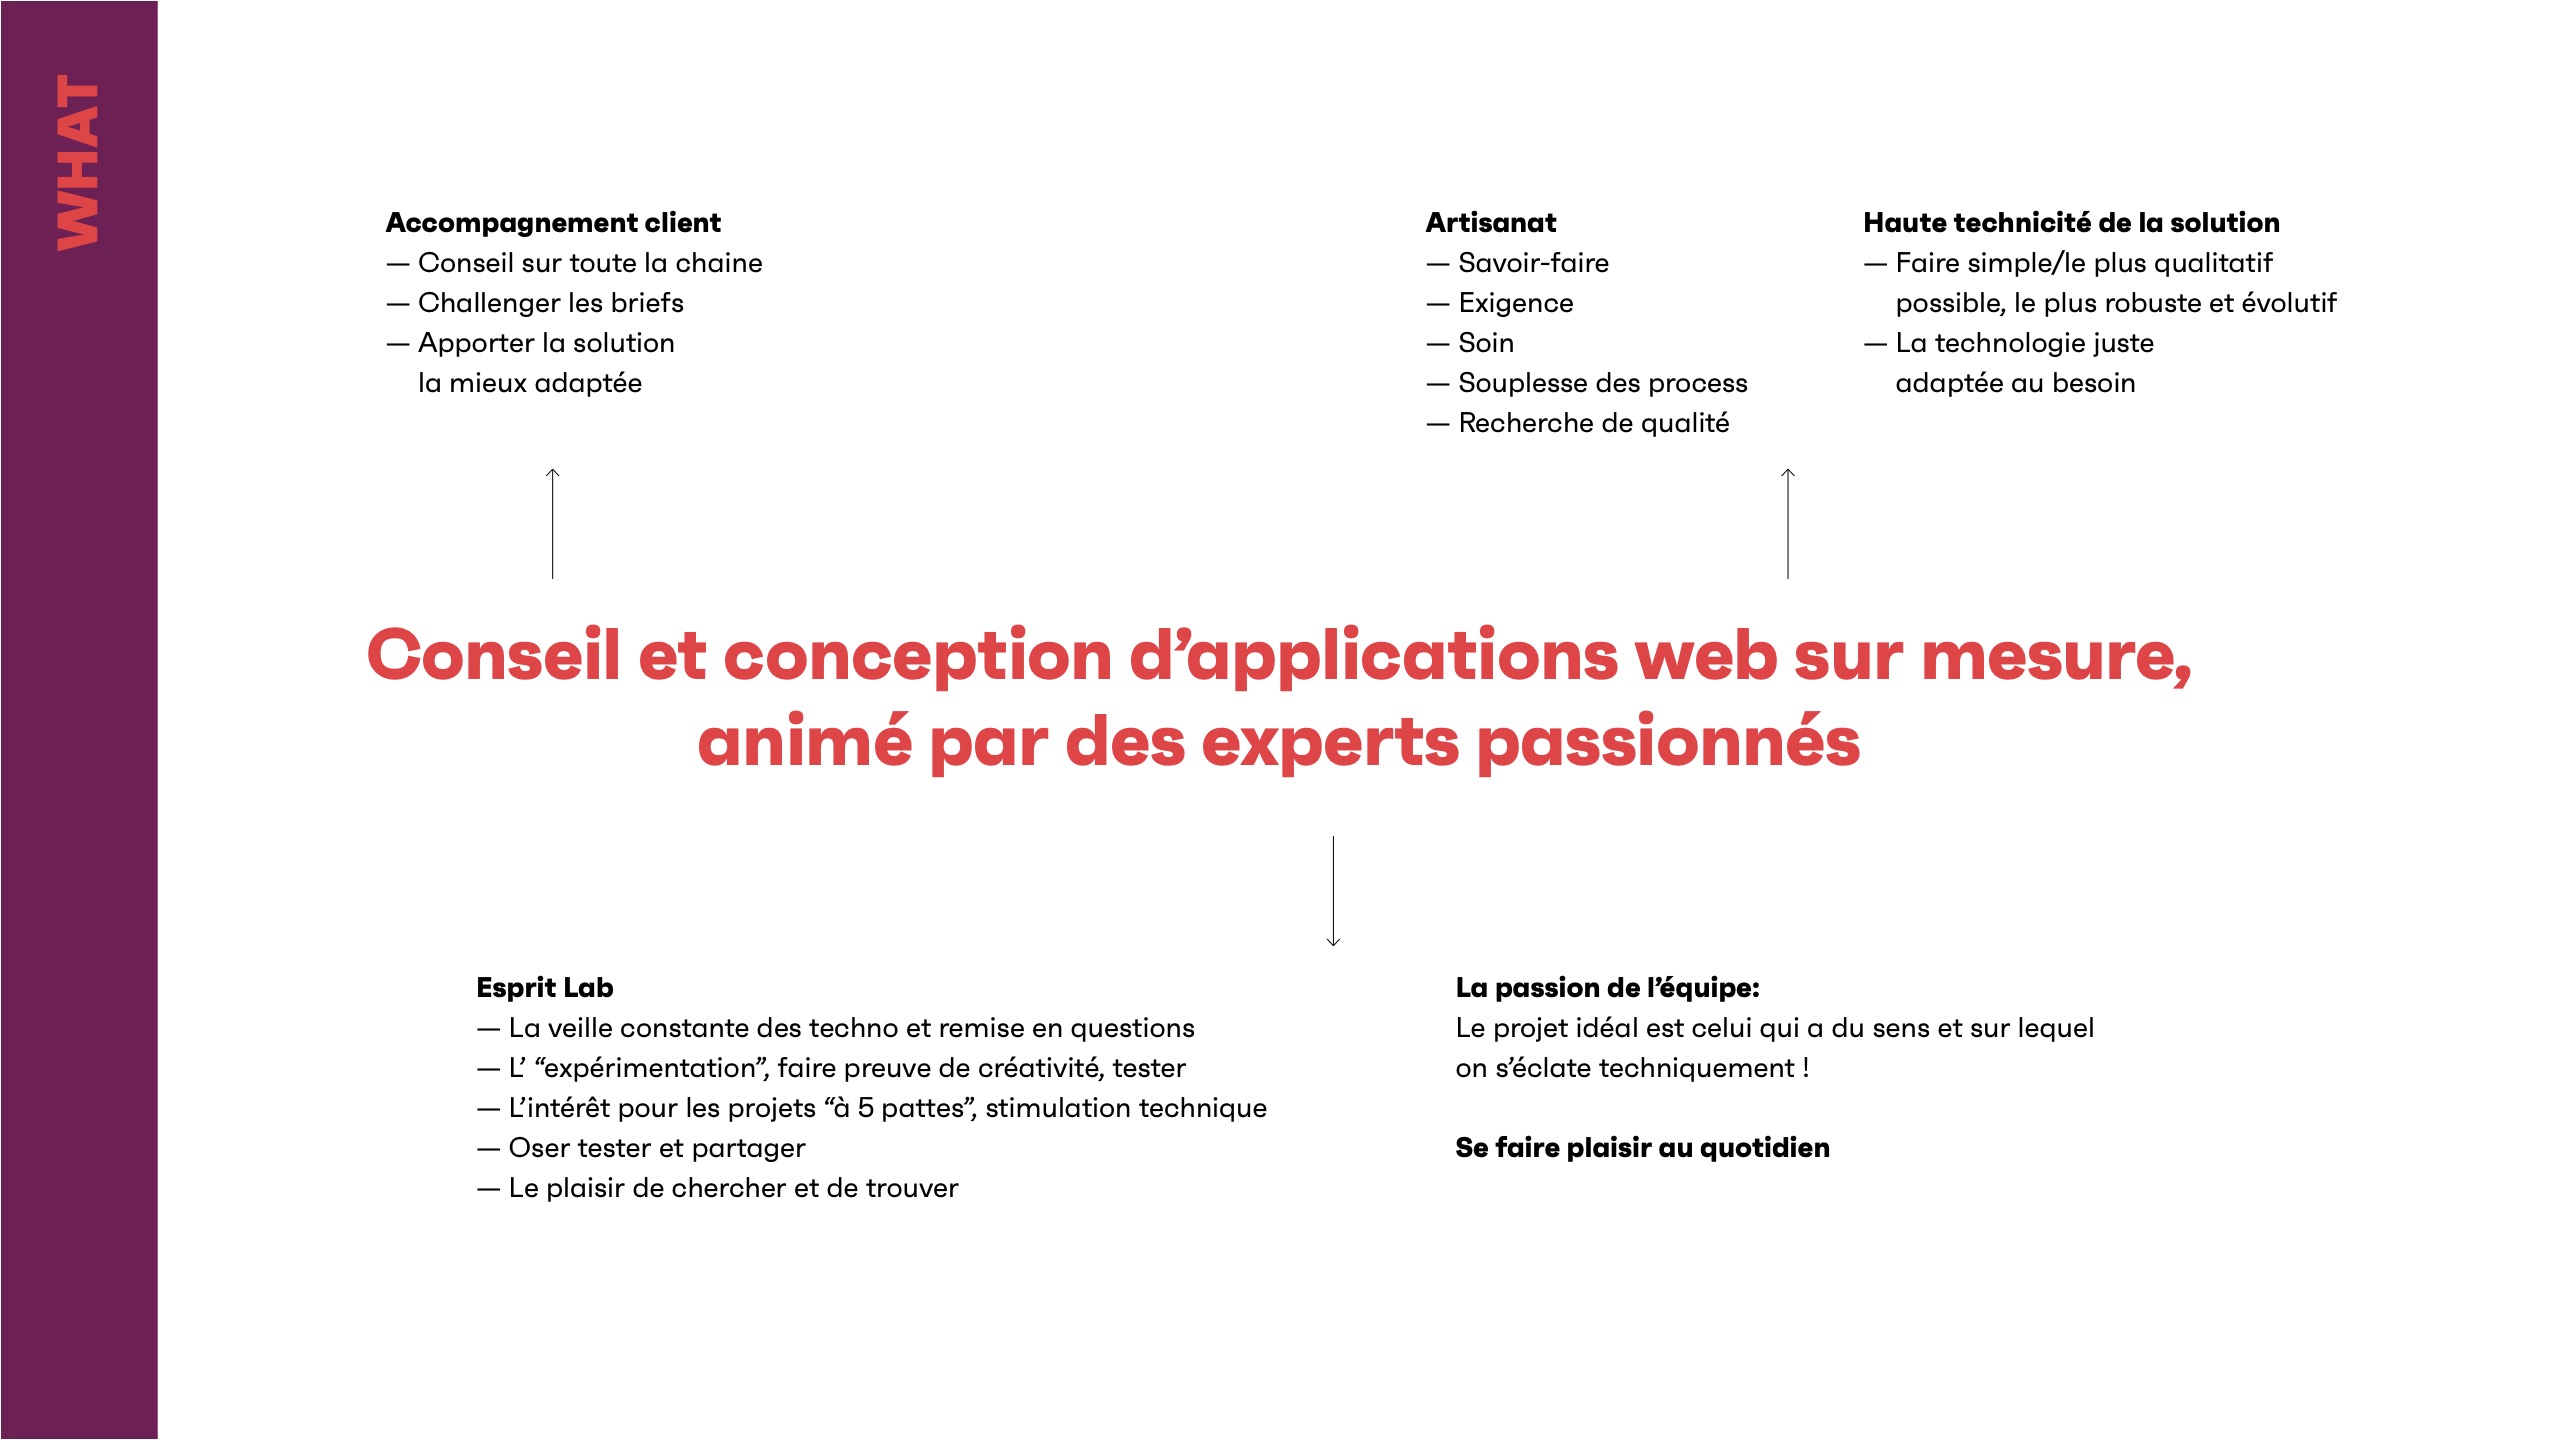 WHAT
Accompagnement client
— Conseil sur toute la chaine
— Challenger les briefs
— Apporter la solution
la mieux adaptée
Artisanat
— Savoir-faire
— Exigence
— Soin
— Souplesse des process
— Recherche de qualité
Haute technicité de la solution
— Faire simple/le plus qualitatif
possible, le plus robuste et évolutif
— La technologie juste
adaptée au besoin
Conseil et conception d’applications web sur mesure,
animé par des experts passionnés
Esprit Lab
— La veille constante des techno et remise en questions
— L’ “expérimentation”, faire preuve de créativité, tester
— L’intérêt pour les projets “à 5 pattes”, stimulation technique
— Oser tester et partager
— Le plaisir de chercher et de trouver
La passion de l’équipe:
Le projet idéal est celui qui a du sens et sur lequel
on s’éclate techniquement !
Se faire plaisir au quotidien